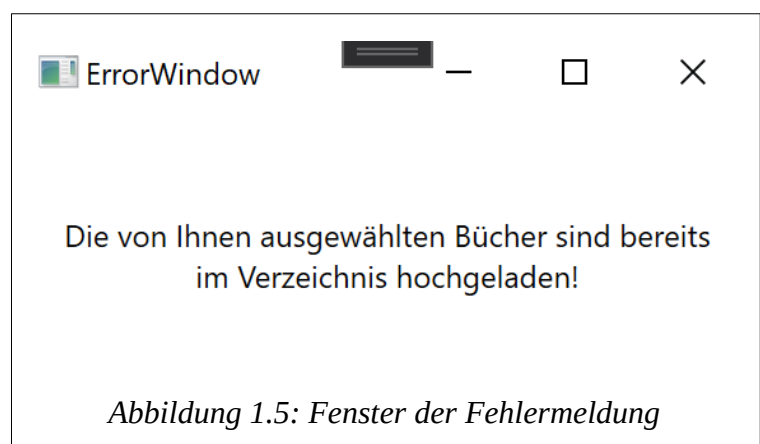 ErrorWindow
Die von Ihnen ausgewählten Bücher sind bereits
im Verzeichnis hochgeladen!
Abbildung 1.5: Fenster der Fehlermeldung